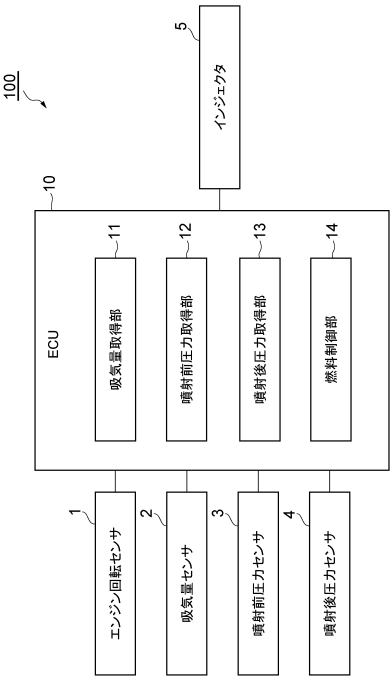 100
1
エンジン回転センサ
2
吸気量センサ
3
噴射前圧力センサ
4
噴射後圧力センサ
10
ECU
11
吸気量取得部
12
噴射前圧力取得部
13
噴射後圧力取得部
14
燃料制御部
5
インジェクタ